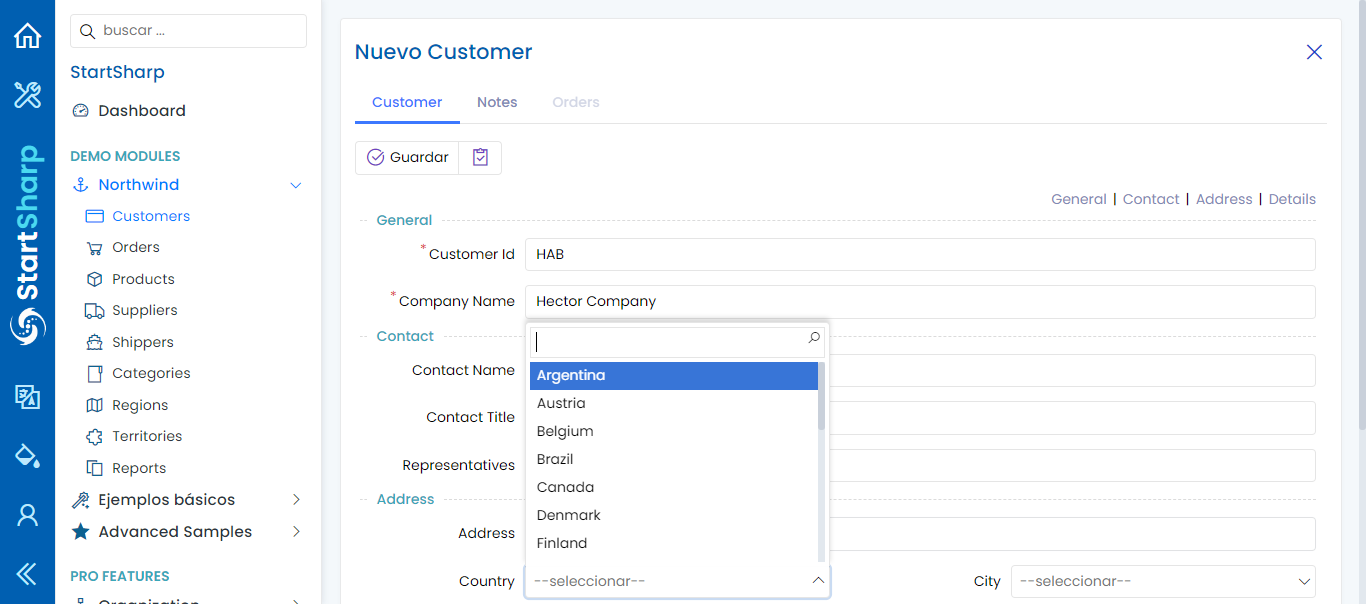 buscar ...
StartSharp
Dashboard
DEMO MODULES
Northwind
Customers
Orders
Products
Suppliers
Shippers
Categories
Regions
Territories
Reports
Ejemplos básicos
Advanced Samples
PRO FEATURES
Organization
StartSharp
Nuevo Customer
Customer Notes Orders
Guardar
General | Contact | Address | Details
General
* Customer Id HAB
* Company Name Hector Company
Contact
Contact Name
Contact Title
Representatives
Address
Address
Argentina
Austria
Belgium
Brazil
Canada
Denmark
Finland
Country --seleccionar-- City --seleccionar--